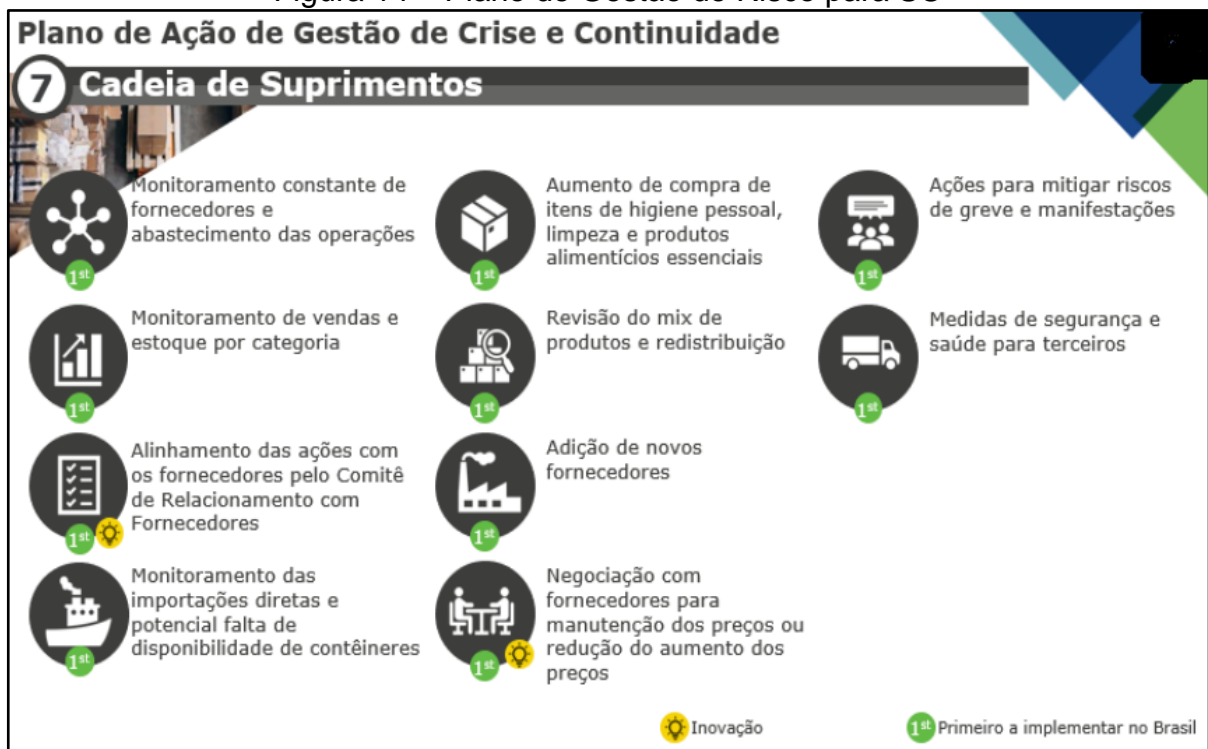 Plano de Ação de Gestão de Crise e Continuidade
7 Cadeia de Suprimentos
Monitoramento constante de
fornecedores e
abastecimento das operações
1st
Monitoramento de vendas e
estoque por categoria
1st
Alinhamento das ações com
os fornecedores pelo Comitê
de Relacionamento com
Fornecedores
1st
Monitoramento das
importações diretas e
potencial falta de
disponibilidade de contêineres
1st
Aumento de compra de
itens de higiene pessoal,
limpeza e produtos
alimentícios essenciais
1st
Revisão do mix de
produtos e redistribuição
1st
Adição de novos
fornecedores
1st
Negociação com
fornecedores para
manutenção dos preços ou
redução do aumento dos
preços
1st
Ações para mitigar riscos
de greve e manifestações
1st
Medidas de segurança e
saúde para terceiros
1st
Inovação
1st Primeiro a implementar no Brasil